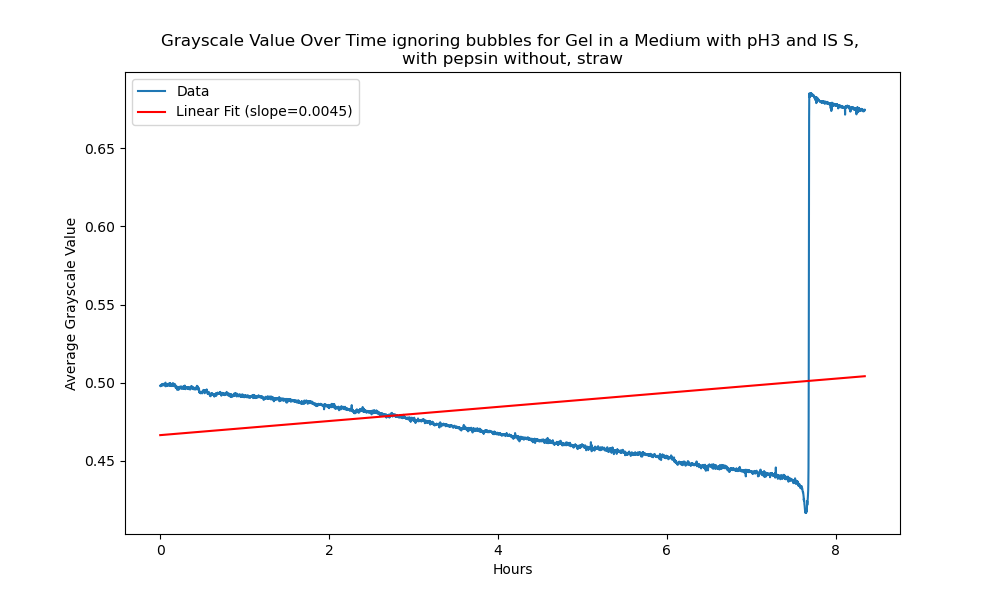 Grayscale Value Over Time ignoring bubbles for Gel in a Medium with pH3 and IS S,
with pepsin without, straw
Data
Linear Fit (slope=0.0045)
Average Grayscale Value
0.65
0.60
0.55
0.50
0.45
0
2
4
6
8
Hours